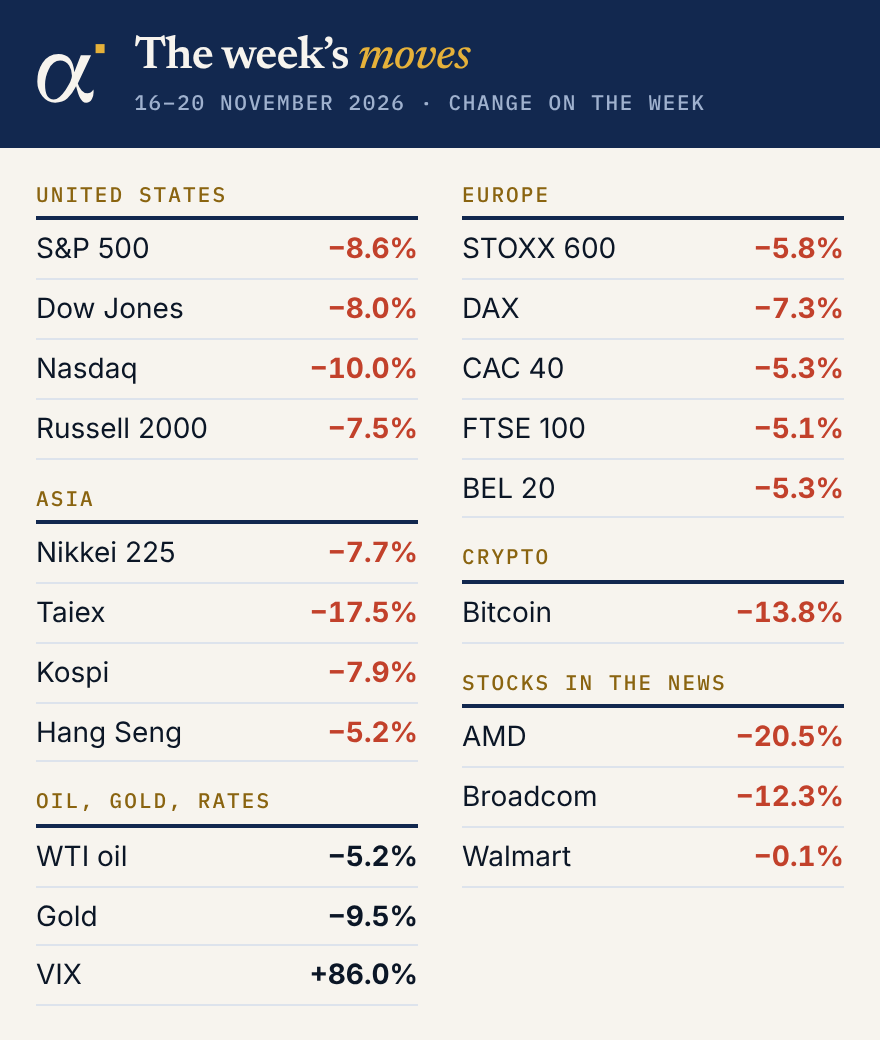 α
The week’s moves
16–20 NOVEMBER 2026 · CHANGE ON THE WEEK
UNITED STATES
S&P 500 −8.6%
Dow Jones −8.0%
Nasdaq −10.0%
Russell 2000 −7.5%
ASIA
Nikkei 225 −7.7%
Taiex −17.5%
Kospi −7.9%
Hang Seng −5.2%
OIL, GOLD, RATES
WTI oil −5.2%
Gold −9.5%
VIX +86.0%
EUROPE
STOXX 600 −5.8%
DAX −7.3%
CAC 40 −5.3%
FTSE 100 −5.1%
BEL 20 −5.3%
CRYPTO
Bitcoin −13.8%
STOCKS IN THE NEWS
AMD −20.5%
Broadcom −12.3%
Walmart −0.1%